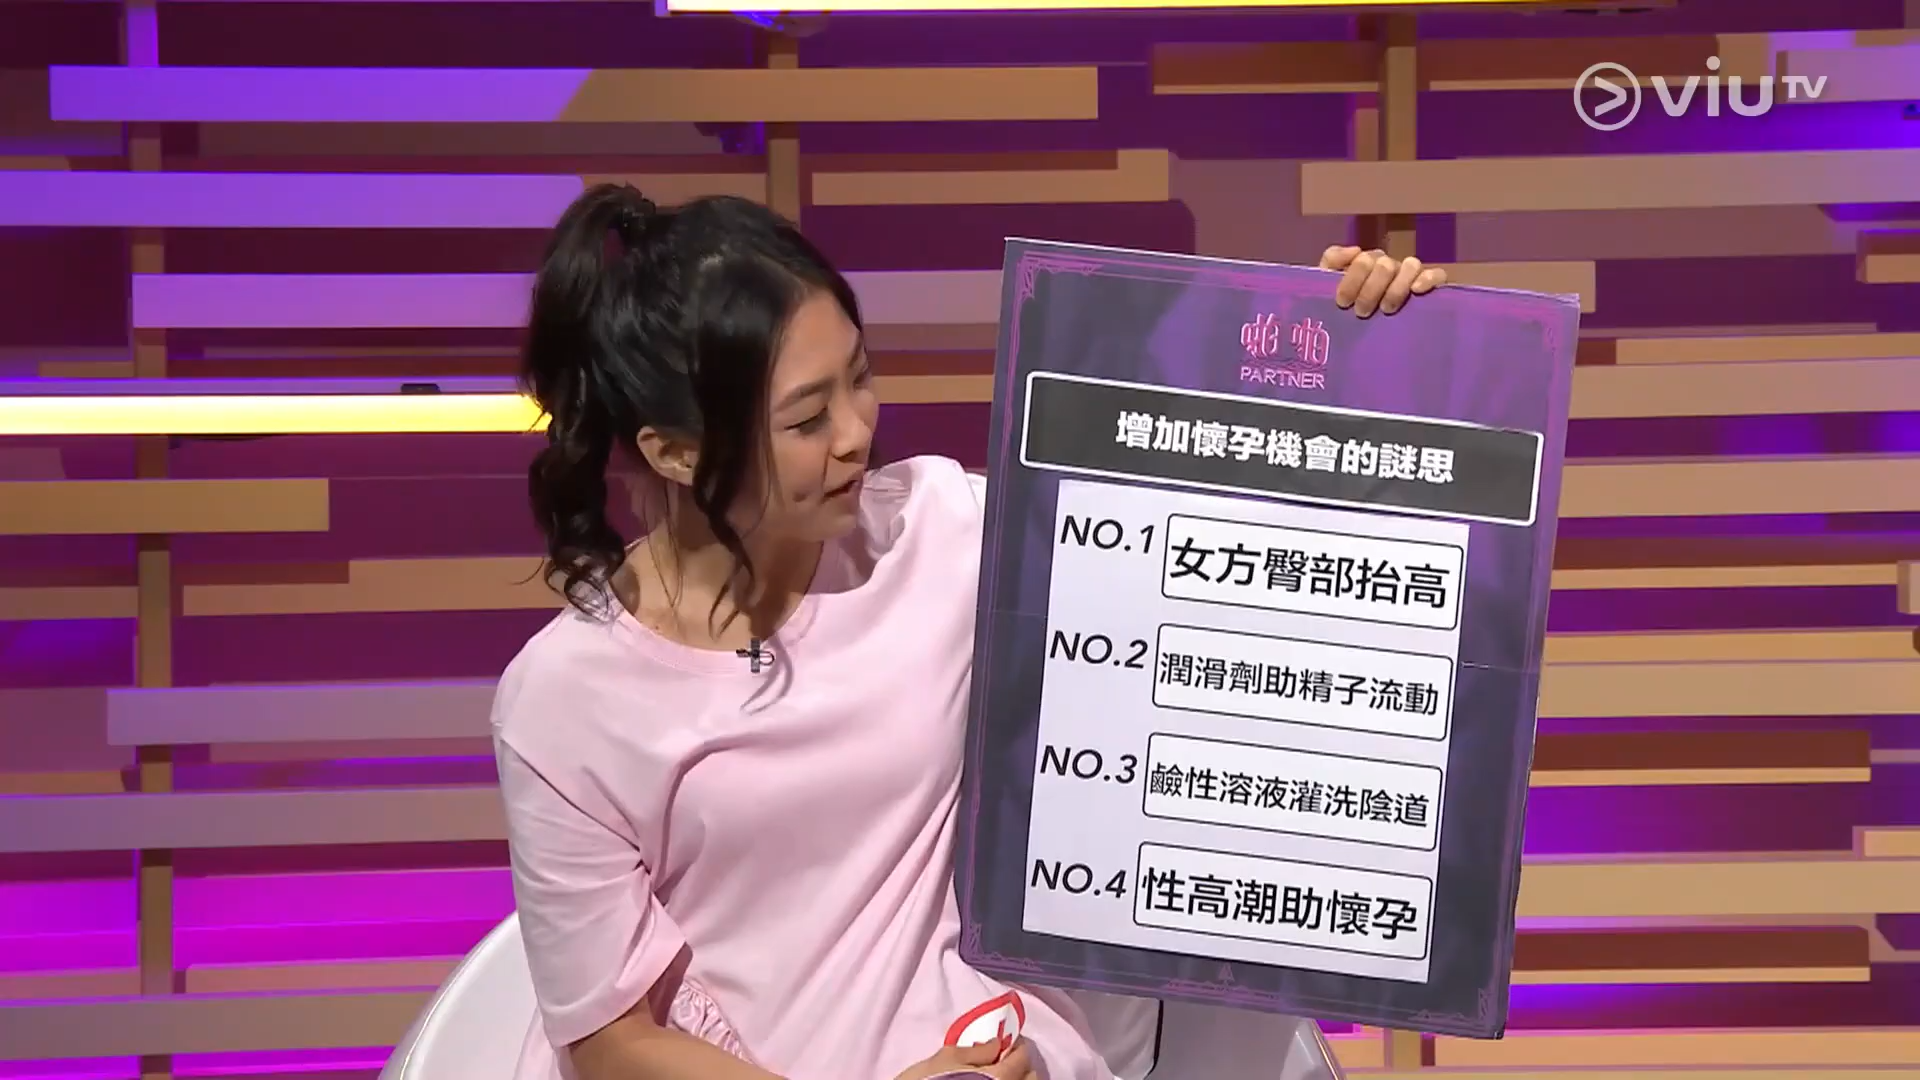 viuTV
啪啪
PARTNER
增加懷孕機會的謎思
NO.1 女方臀部抬高
NO.2 潤滑劑助精子流動
NO.3 鹼性溶液灌洗陰道
NO.4 性高潮助懷孕